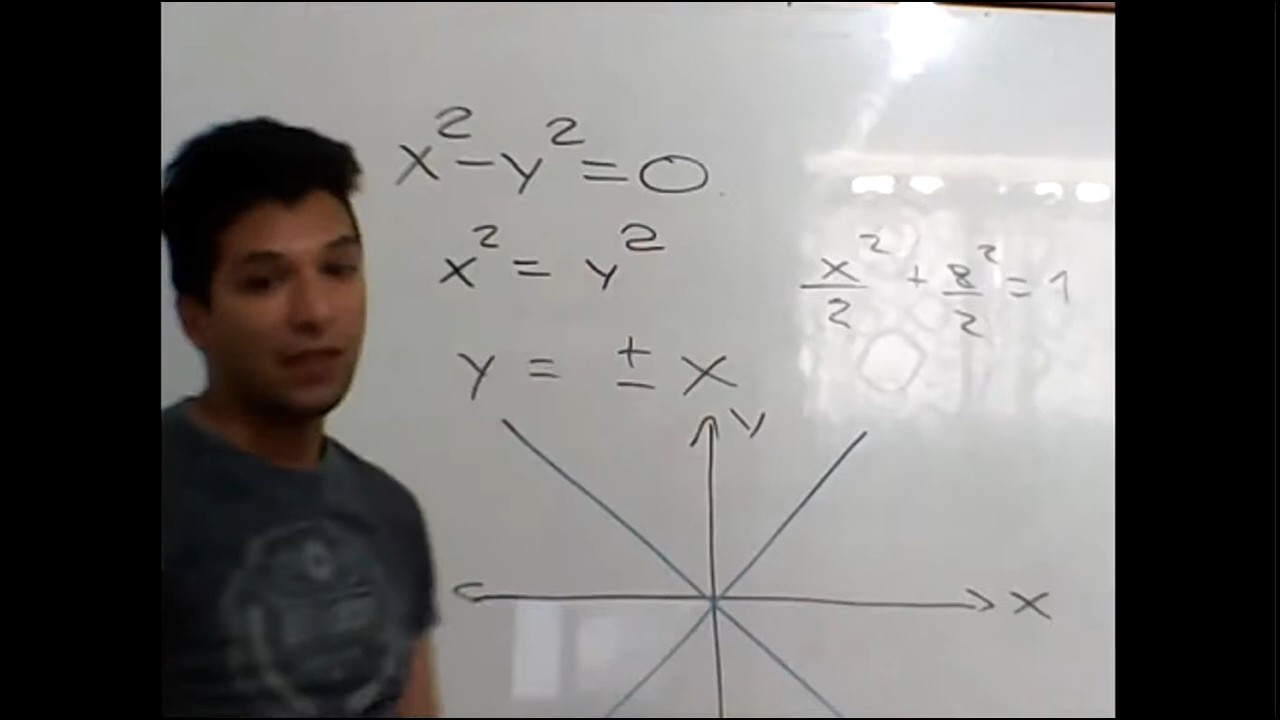 x² - y² = 0
x² = y²
x²/2 + 8²/2 = 1
y = ± x
y
x